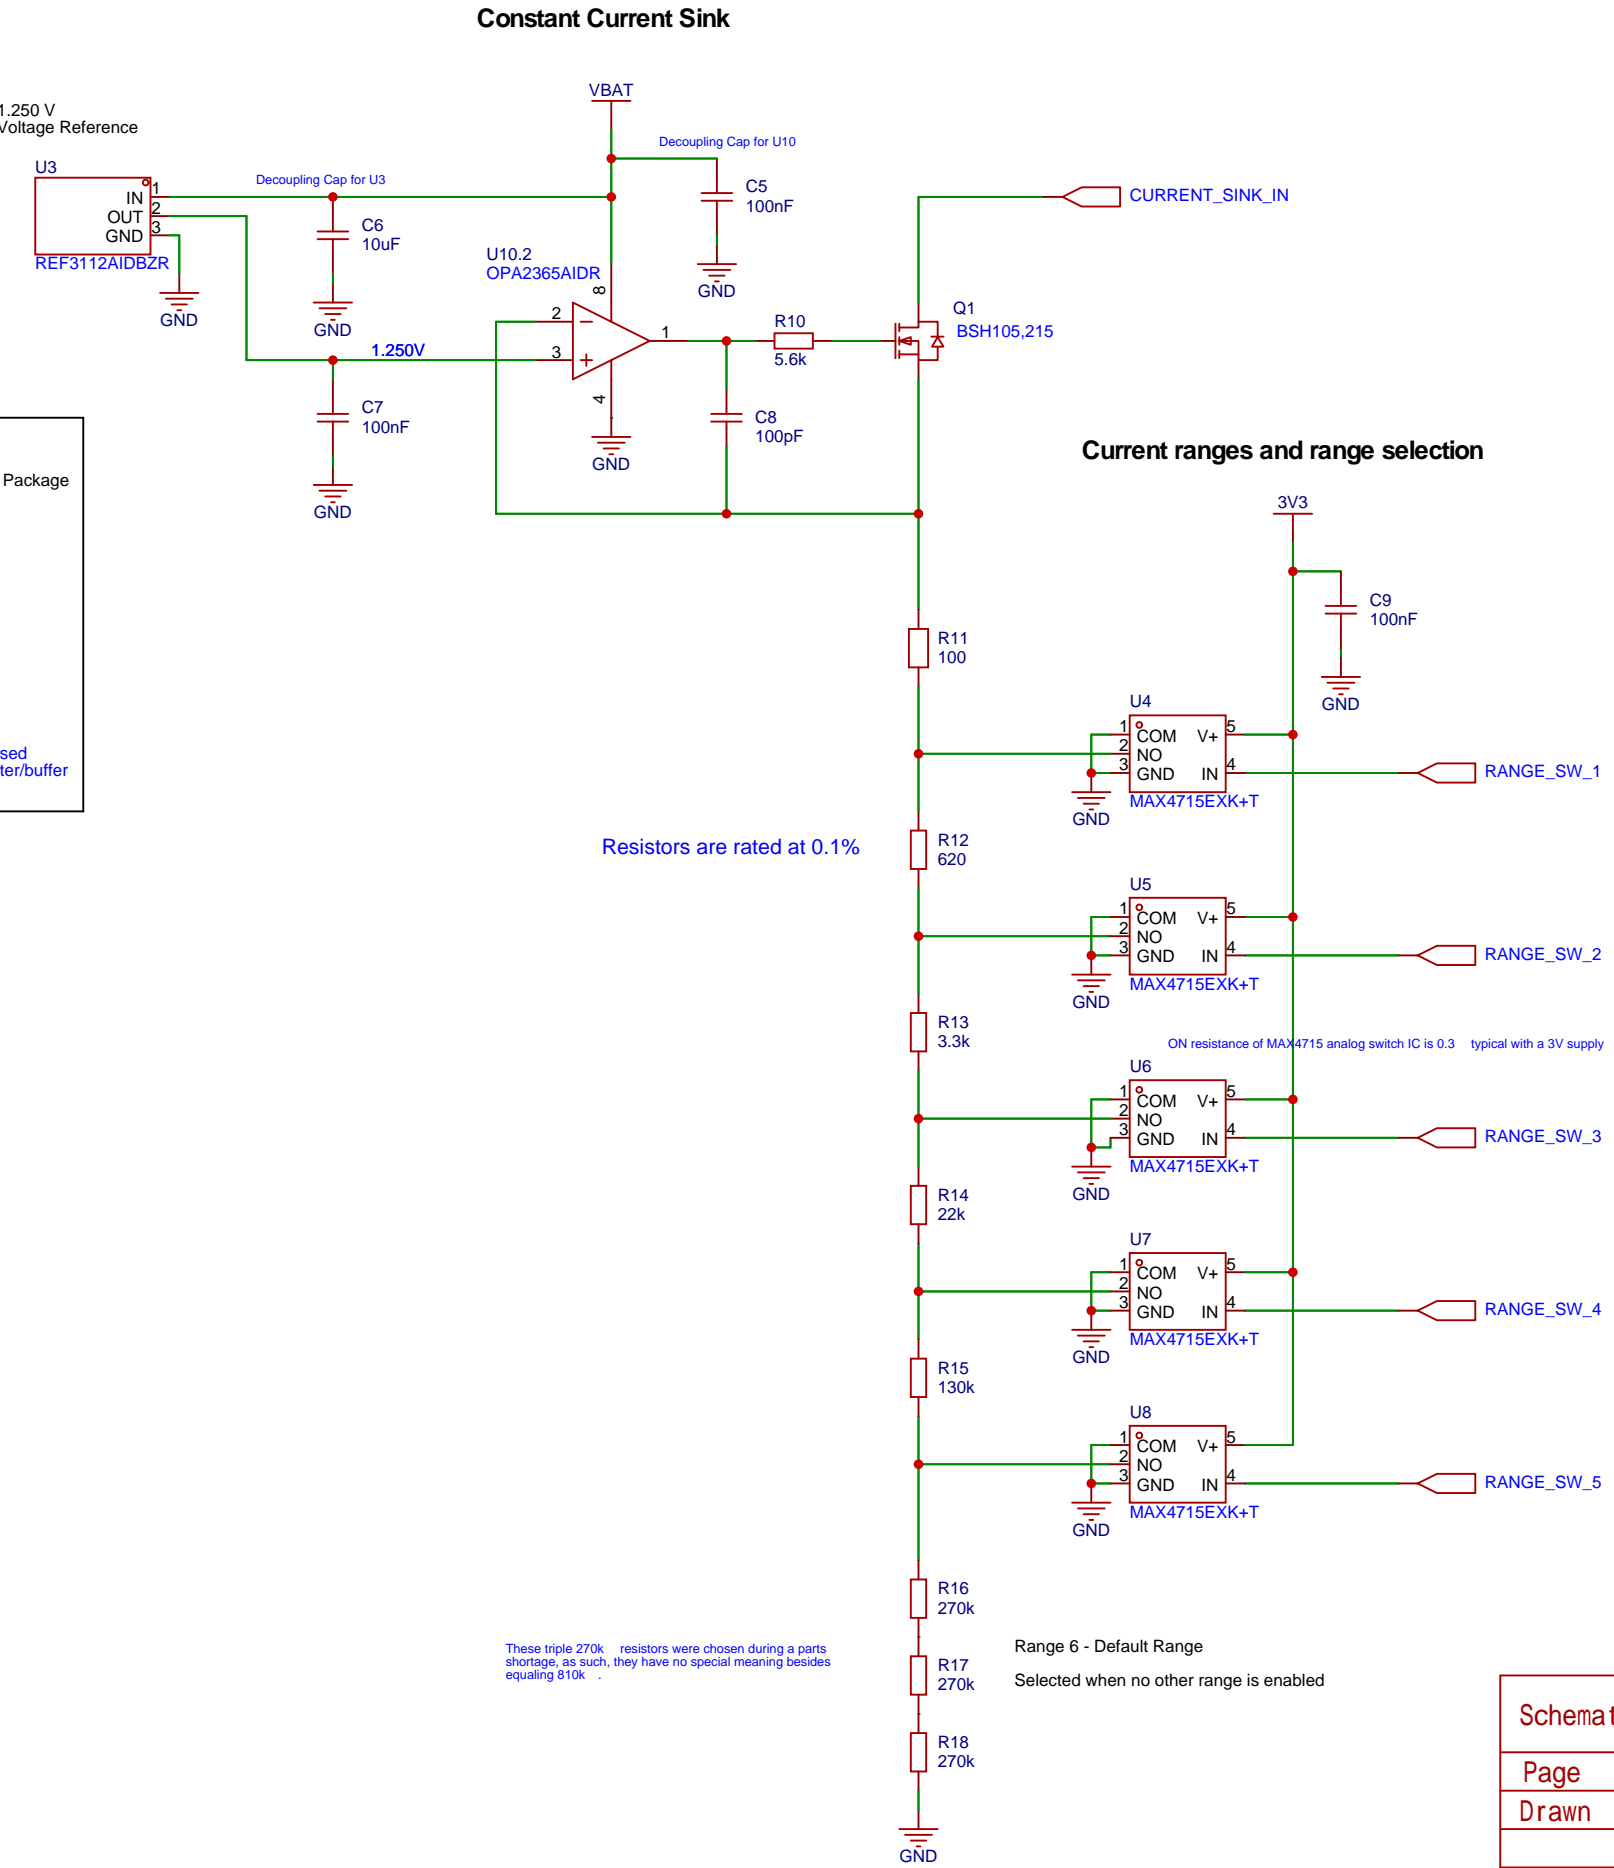 Constant Current Sink
1.250 V
Voltage Reference
VBAT
Decoupling Cap for U10
U3
IN
OUT
GND
1
2
3
REF3112AIDBZR
GND
Decoupling Cap for U3
C6
10uF
GND
C5
100nF
GND
CURRENT_SINK_IN
U10.2
OPA2365AIDR
8
2
3
1
4
GND
1.250V
C7
100nF
GND
R10
5.6k
Q1
BSH105,215
C8
100pF
Package
sed
ter/buffer
Current ranges and range selection
3V3
C9
100nF
GND
R11
100
U4
1
2
3
COM
NO
GND
V+
IN
5
4
MAX4715EXK+T
GND
RANGE_SW_1
Resistors are rated at 0.1%
R12
620
U5
1
2
3
COM
NO
GND
V+
IN
5
4
MAX4715EXK+T
GND
RANGE_SW_2
R13
3.3k
ON resistance of MAX4715 analog switch IC is 0.3 typical with a 3V supply
U6
1
2
3
COM
NO
GND
V+
IN
5
4
MAX4715EXK+T
GND
RANGE_SW_3
R14
22k
U7
1
2
3
COM
NO
GND
V+
IN
5
4
MAX4715EXK+T
GND
RANGE_SW_4
R15
130k
U8
1
2
3
COM
NO
GND
V+
IN
5
4
MAX4715EXK+T
GND
RANGE_SW_5
R16
270k
These triple 270k resistors were chosen during a parts
shortage, as such, they have no special meaning besides
equaling 810k .
R17
270k
Range 6 - Default Range
Selected when no other range is enabled
R18
270k
GND
Schemat
Page
Drawn